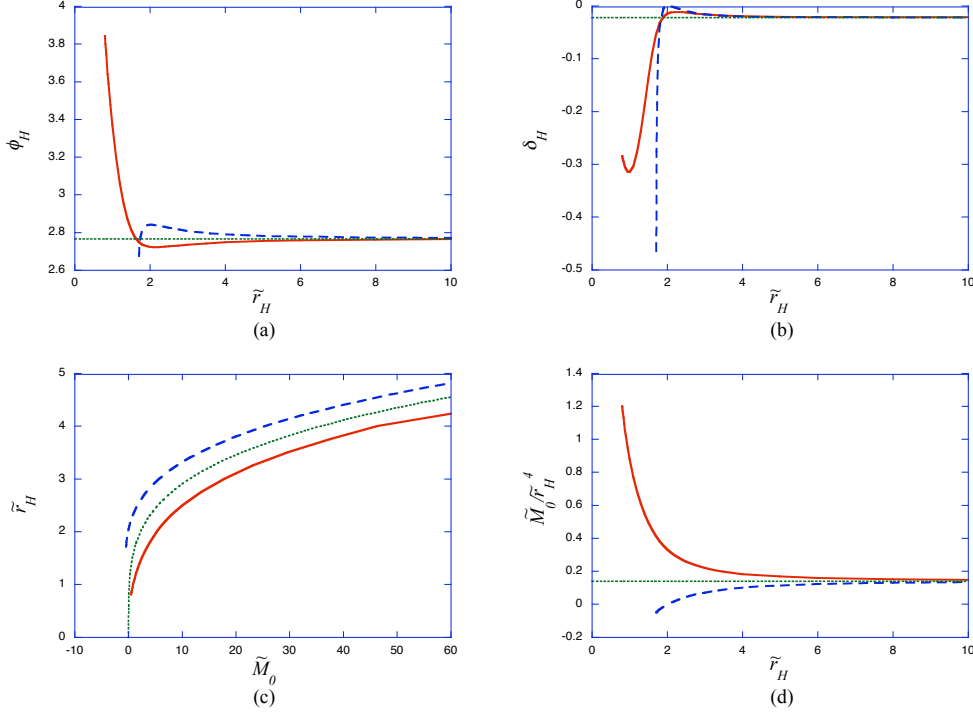 4
3.8
3.6
3.4
3.2
3
2.8
2.6
ϕ_H
0 2 4 6 8 10
r̃_H
(a)
0
-0.1
-0.2
-0.3
-0.4
-0.5
δ_H
0 2 4 6 8 10
r̃_H
(b)
5
4
3
2
1
0
r̃_H
-10 0 10 20 30 40 50 60
M̃_0
(c)
1.4
1.2
1
0.8
0.6
0.4
0.2
0
-0.2
M̃_0/r̃_H^4
0 2 4 6 8 10
r̃_H
(d)